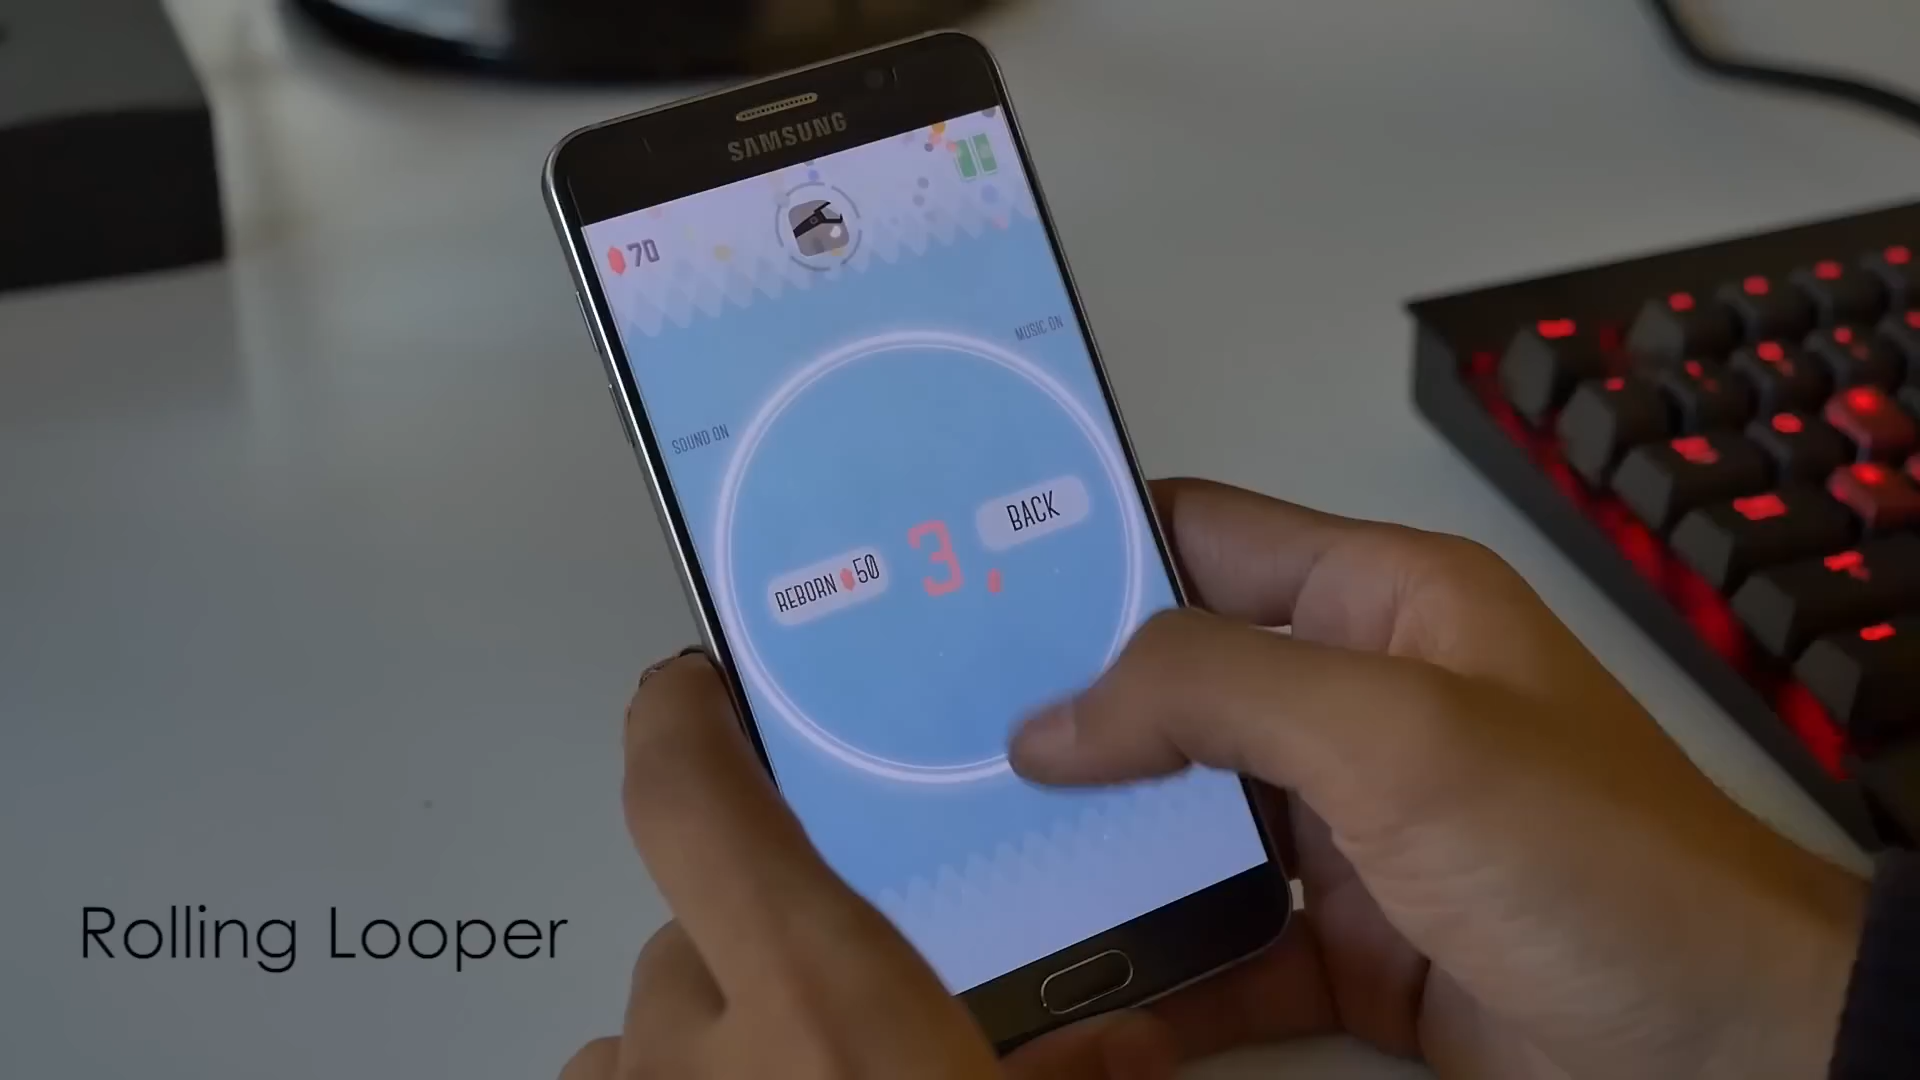 SAMSUNG
70
MUSIC ON
SOUND ON
BACK
3.
REBORN 50
Rolling Looper